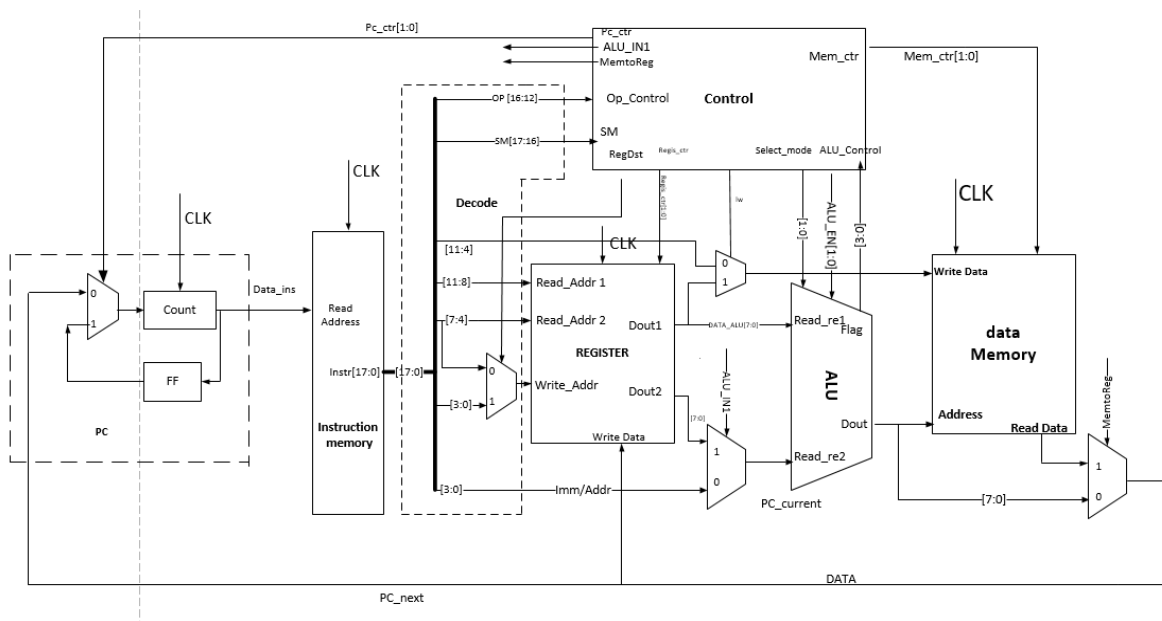 Pc_ctr[1:0]
Pc_ctr
ALU_IN1
MemtoReg
Mem_ctr
Mem_ctr[1:0]
OP [16:12]
Op_Control
Control
SM[17:16]
SM
RegDst
Regis_ctr
Select_mode
ALU_Control
CLK
CLK
Decode
Regis_ctr[1:0]
lw
[1:0]
ALU_EN[1:0]
[3:0]
CLK
CLK
[11:4]
0
1
Write Data
[11:8]
Read_Addr 1
0
Count
Data_ins
Read
Address
[7:4]
Read_Addr 2
Dout1
DATA_ALU[7:0]
Read_re1
Flag
data
Memory
1
REGISTER
FF
Instr[17:0]
[17:0]
0
Write_Addr
Dout2
ALU_IN1
ALU
MemtoReg
1
[3:0]
[7:0]
Address
Dout
PC
Instruction
memory
Write Data
1
Read Data
Read_re2
0
1
[3:0]
Imm/Addr
PC_current
[7:0]
0
DATA
PC_next